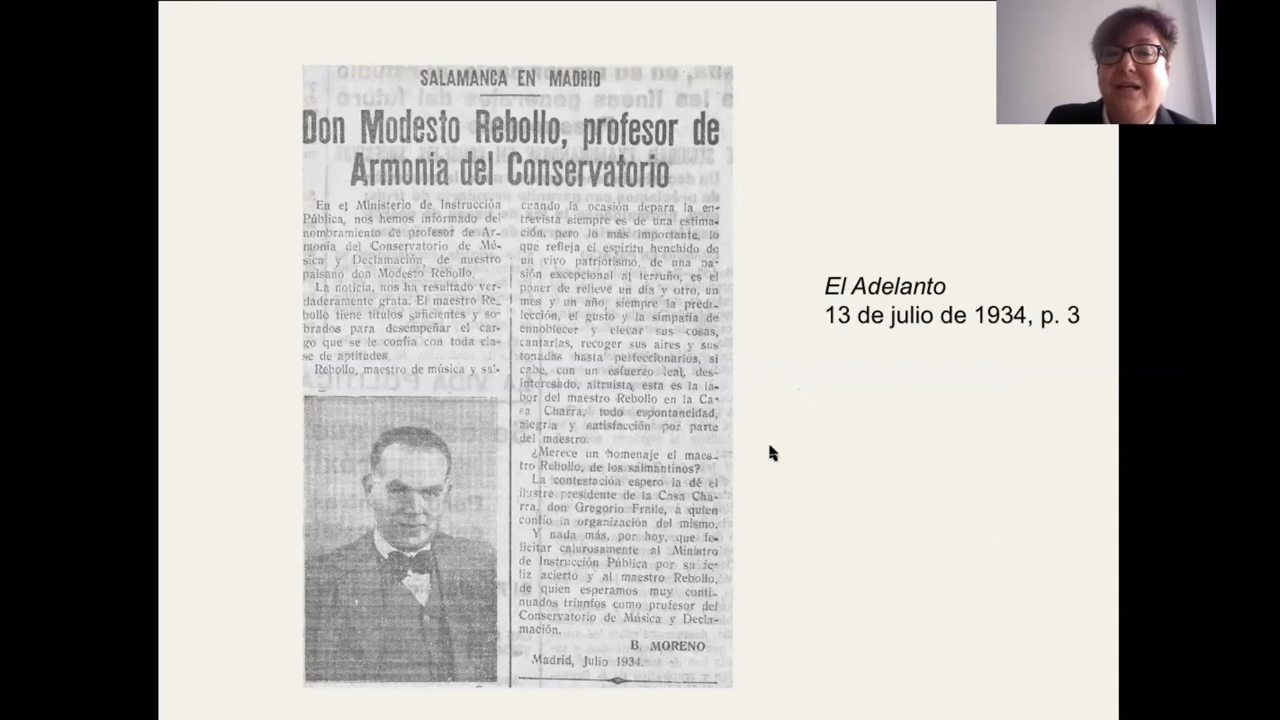 SALAMANCA EN MADRID
Don Modesto Rebollo, profesor de
Armonía del Conservatorio
En el Ministerio de Instrucción
Pública, nos hemos informado del
nombramiento de profesor de Ar-
monía del Conservatorio de Mú-
sica y Declamación, de nuestro
paisano don Modesto Rebollo.
La noticia, nos ha resultado ver-
daderamente grata. El maestro Re-
bollo tiene títulos suficientes y so-
brados para desempeñar el car-
go que se le confía con toda cla-
se de aptitudes.
Rebollo, maestro de música y sal-
cuando la ocasión depara la en-
trevista siempre es de una estima-
ción, pero lo más importante, lo
que refleja el espíritu henchido de
un vivo patriotismo, de una pa-
sión excepcional al terruño, es el
poner de relieve un día y otro, un
mes y un año, siempre la predi-
lección, el gusto y la simpatía de
ennoblecer y elevar sus cosas,
cantarlas, recoger sus aires y sus
tonadas hasta perfeccionarlos, si
cabe, con un esfuerzo leal, des-
interesado, altruista, esta es la la-
bor del maestro Rebollo en la Ca-
sa Charra, todo espontaneidad,
alegría y satisfacción por parte
del maestro.
¿Merece un homenaje el maes-
tro Rebollo, de los salmantinos?
La contestación espero la dé el
ilustre presidente de la Casa Cha-
rra, don Gregorio Fraile, a quien
confío la organización del mismo.
Y nada más, por hoy, que fe-
licitar calurosamente al Ministro
de Instrucción Pública por su fe-
liz acierto y al maestro Rebollo,
de quien esperamos muy conti-
nuados triunfos como profesor del
Conservatorio de Música y Decla-
mación.
B. MORENO
Madrid, Julio 1934.
El Adelanto
13 de julio de 1934, p. 3